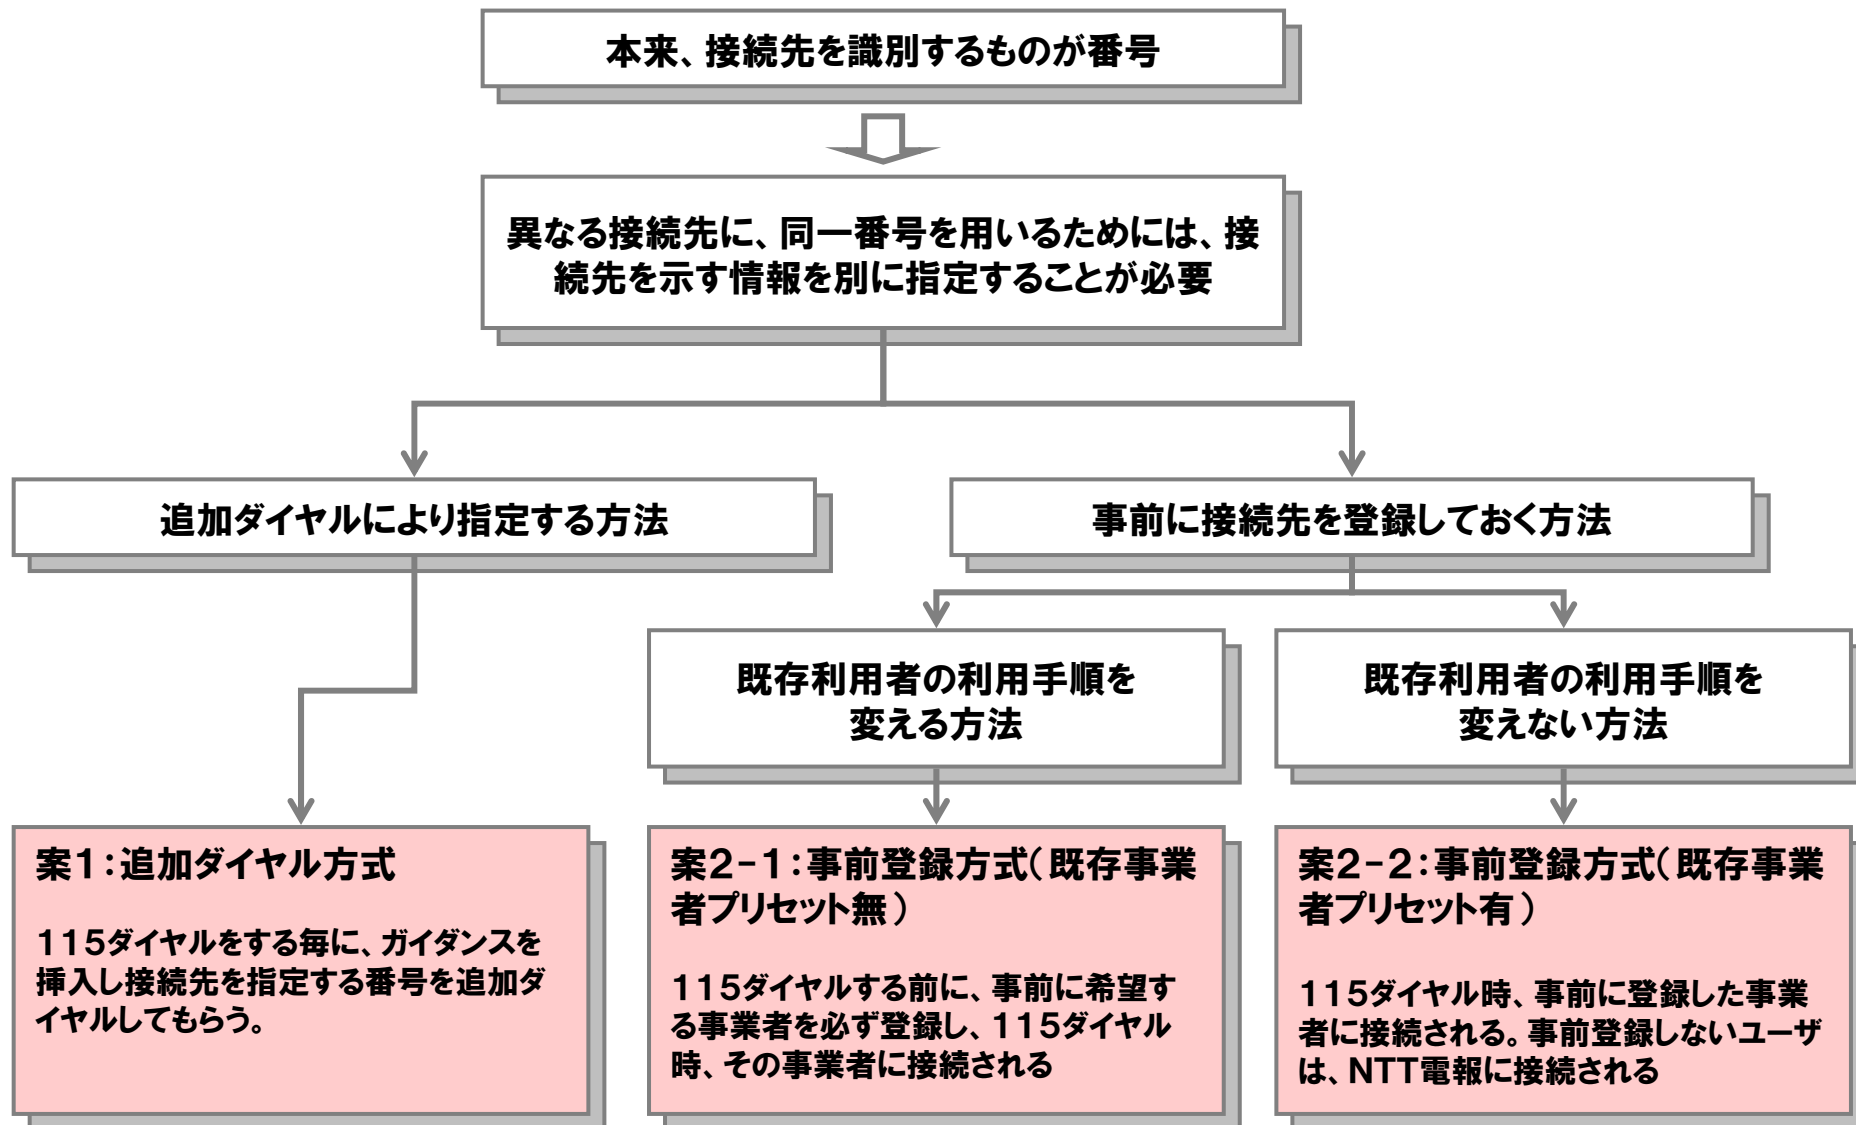 本来、接続先を識別するものが番号
異なる接続先に、同一番号を用いるためには、接
続先を示す情報を別に指定することが必要
追加ダイヤルにより指定する方法
事前に接続先を登録しておく方法
既存利用者の利用手順を
変える方法
既存利用者の利用手順を
変えない方法
案1：追加ダイヤル方式
115ダイヤルをする毎に、ガイダンスを
挿入し接続先を指定する番号を追加ダ
イヤルしてもらう。
案2-1：事前登録方式（既存事業
者プリセット無）
115ダイヤルする前に、事前に希望す
る事業者を必ず登録し、115ダイヤル
時、その事業者に接続される
案2-2：事前登録方式（既存事業
者プリセット有）
115ダイヤル時、事前に登録した事業
者に接続される。事前登録しないユーザ
は、NTT電報に接続される